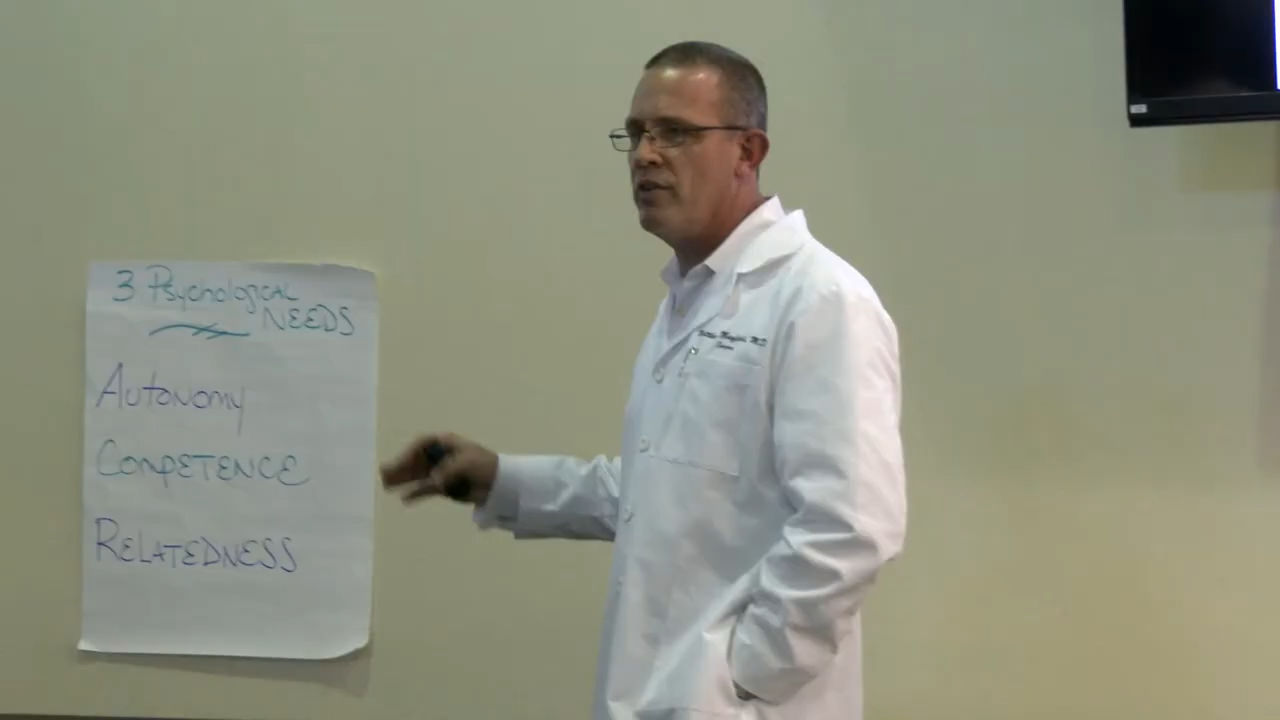 3 Psychological
NEEDS
Autonomy
Competence
Relatedness
M.D.